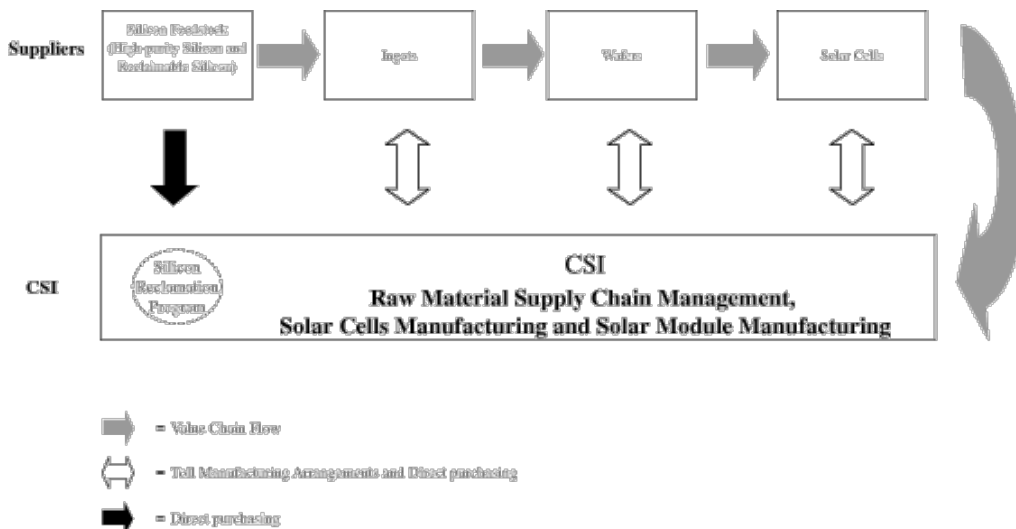 Suppliers
Silicon Feedstock
(High-purity Silicon and
Reclaimable Silicon)
Ingots
Wafers
Solar Cells
CSI
Silicon
Reclamation
Program
CSI
Raw Material Supply Chain Management,
Solar Cells Manufacturing and Solar Module Manufacturing
= Value Chain Flow
= Toll Manufacturing Arrangements and Direct purchasing
= Direct purchasing